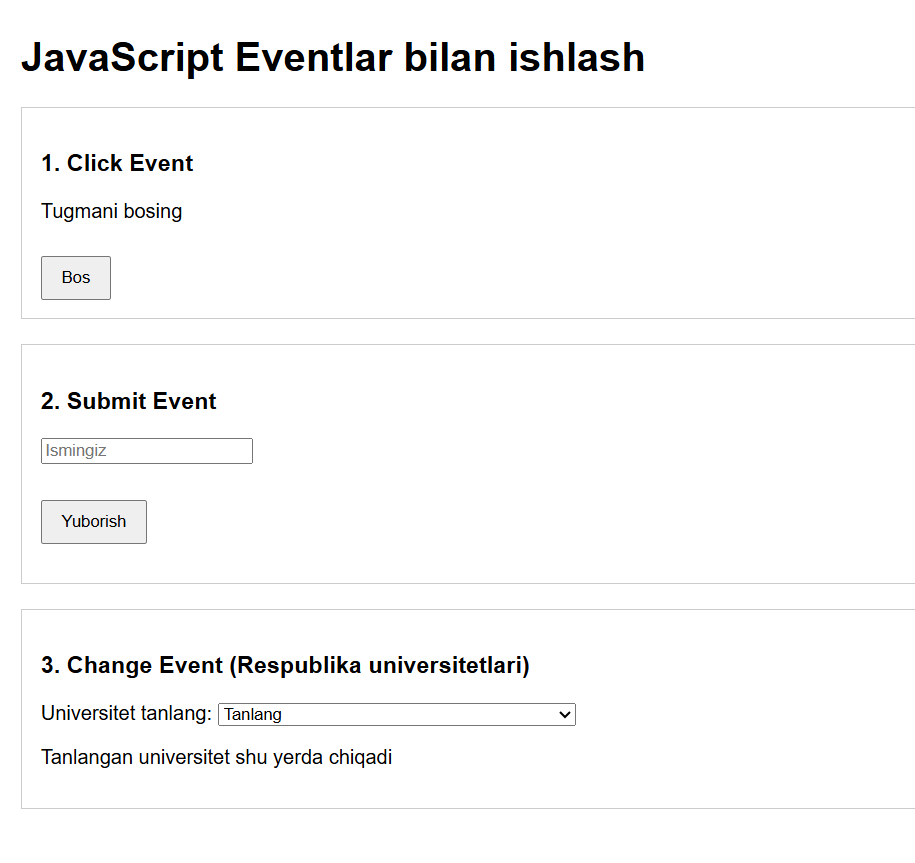 JavaScript Eventlar bilan ishlash
1. Click Event
Tugmani bosing
Bos
2. Submit Event
Ismingiz
Yuborish
3. Change Event (Respublika universitetlari)
Universitet tanlang: Tanlang
Tanlangan universitet shu yerda chiqadi